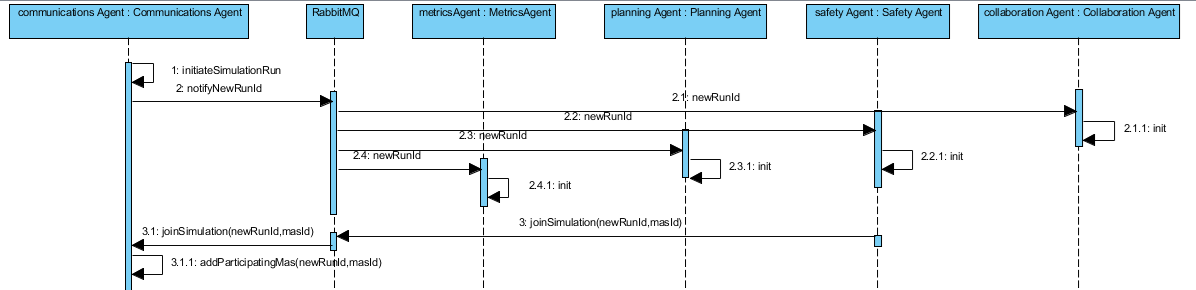 communications Agent : Communications Agent
RabbitMQ
metricsAgent : MetricsAgent
planning Agent : Planning Agent
safety Agent : Safety Agent
collaboration Agent : Collaboration Agent
1: initiateSimulationRun
2: notifyNewRunId
2.1: newRunId
2.2: newRunId
2.1.1: init
2.3: newRunId
2.4: newRunId
2.2.1: init
2.3.1: init
2.4.1: init
3: joinSimulation(newRunId,masId)
3.1: joinSimulation(newRunId,masId)
3.1.1: addParticipatingMas(newRunId,masId)